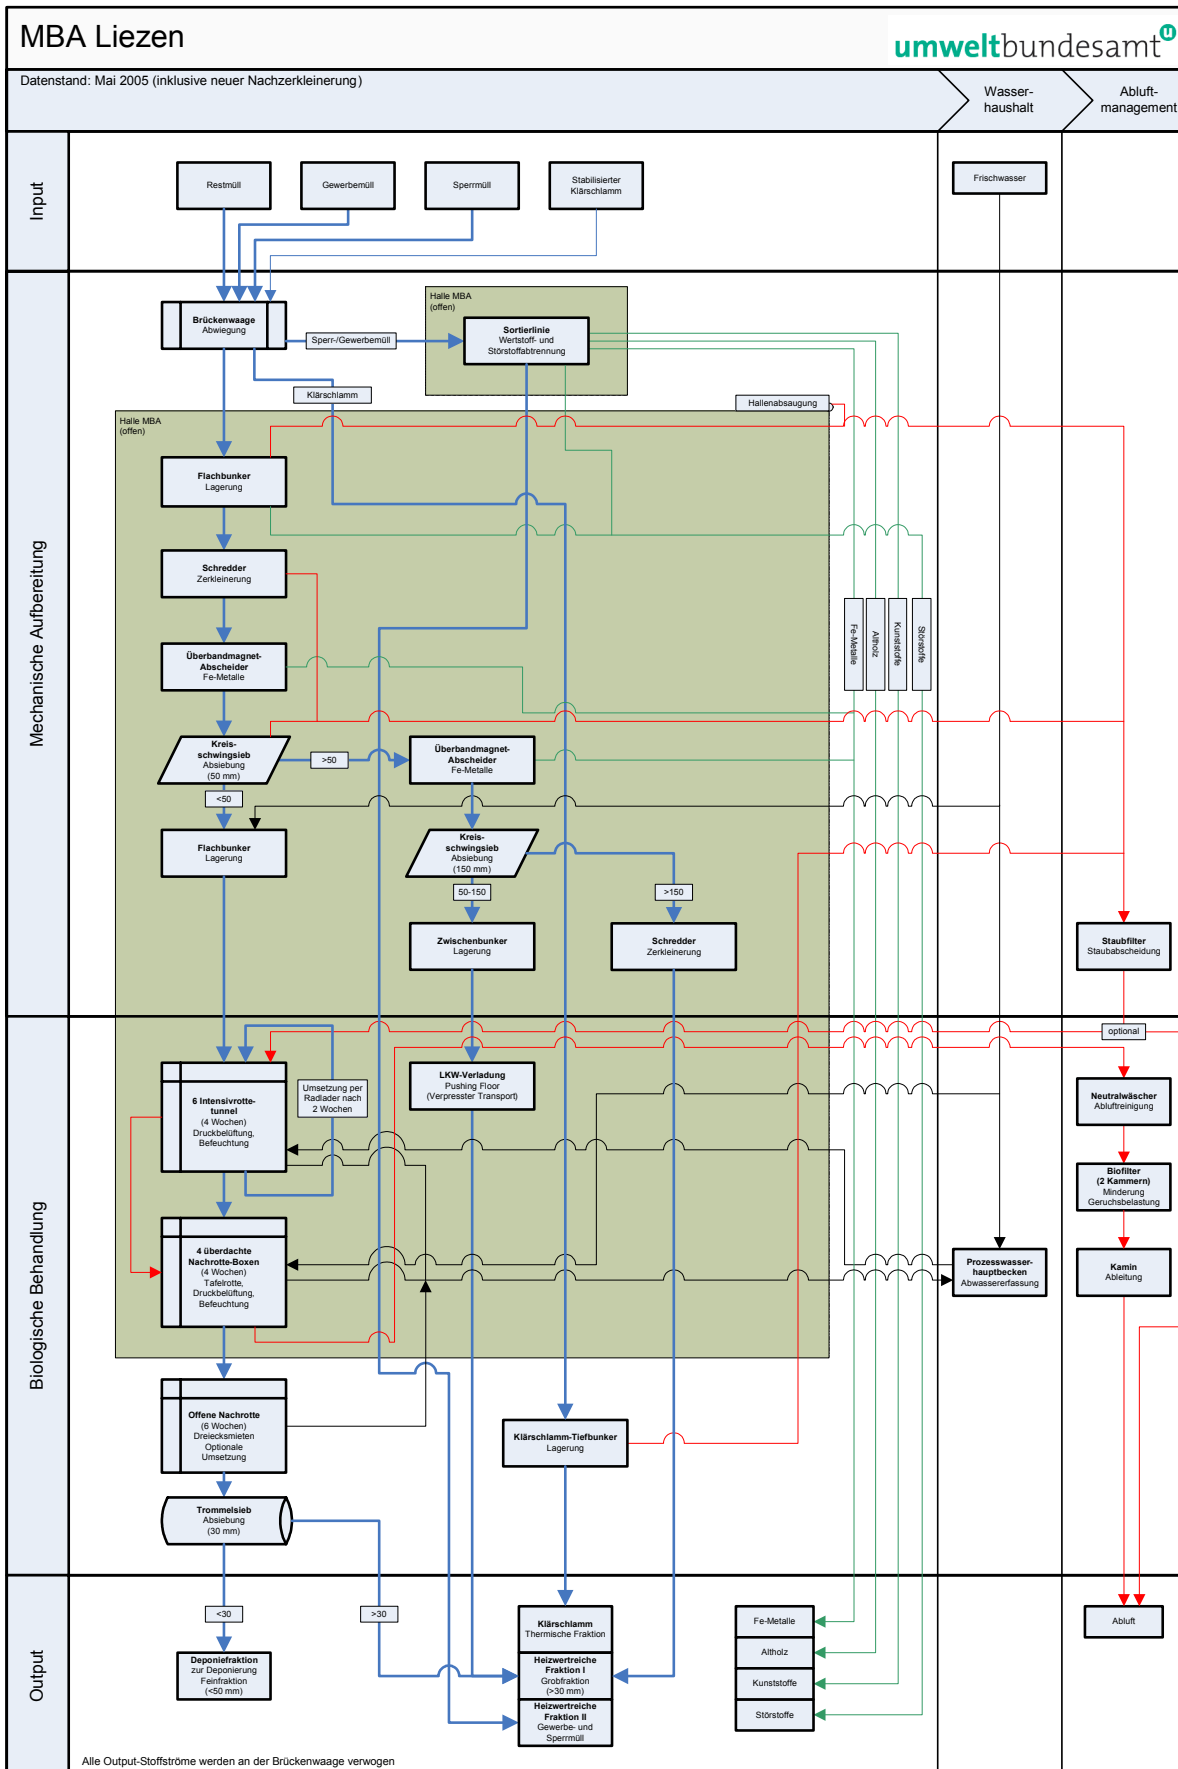 MBA Liezen
umweltbundesamt
u
Datenstand: Mai 2005 (inklusive neuer Nachzerkleinerung)
Wasser-
haushalt
Abluft-
management
Input
Restmüll
Gewerbemüll
Sperrmüll
Stabilisierter
Klärschlamm
Frischwasser
Mechanische Aufbereitung
Brückenwaage
Abwiegung
Sperr-/Gewerbemüll
Halle MBA
(offen)
Sortierlinie
Wertstoff- und
Störstoffabtrennung
Klärschlamm
Hallenabsaugung
Halle MBA
(offen)
Flachbunker
Lagerung
Schredder
Zerkleinerung
Fe-Metalle
Altholz
Kunststoffe
Störstoffe
Überbandmagnet-
Abscheider
Fe-Metalle
Kreis-
schwingsieb
Absiebung
(50 mm)
>50
Überbandmagnet-
Abscheider
Fe-Metalle
<50
Flachbunker
Lagerung
Kreis-
schwingsieb
Absiebung
(150 mm)
50-150
>150
Zwischenbunker
Lagerung
Schredder
Zerkleinerung
Staubfilter
Staubabscheidung
Biologische Behandlung
optional
6 Intensivrotte-
tunnel
(4 Wochen)
Druckbelüftung,
Befeuchtung
Umsetzung per
Radlader nach
2 Wochen
LKW-Verladung
Pushing Floor
(Verpresster Transport)
Neutralwäscher
Abluftreinigung
Biofilter
(2 Kammern)
Minderung
Geruchsbelastung
4 überdachte
Nachrotte-Boxen
(4 Wochen)
Tafelrotte,
Druckbelüftung,
Befeuchtung
Prozesswasser-
hauptbecken
Abwassererfassung
Kamin
Ableitung
Offene Nachrotte
(6 Wochen)
Dreiecksmieten
Optionale
Umsetzung
Klärschlamm-Tiefbunker
Lagerung
Trommelsieb
Absiebung
(30 mm)
Output
<30
>30
Deponiefraktion
zur Deponierung
Feinfraktion
(<50 mm)
Klärschlamm
Thermische Fraktion
Heizwertreiche
Fraktion I
Grobfraktion
(>30 mm)
Heizwertreiche
Fraktion II
Gewerbe- und
Sperrmüll
Fe-Metalle
Altholz
Kunststoffe
Störstoffe
Abluft
Alle Output-Stoffströme werden an der Brückenwaage verwogen